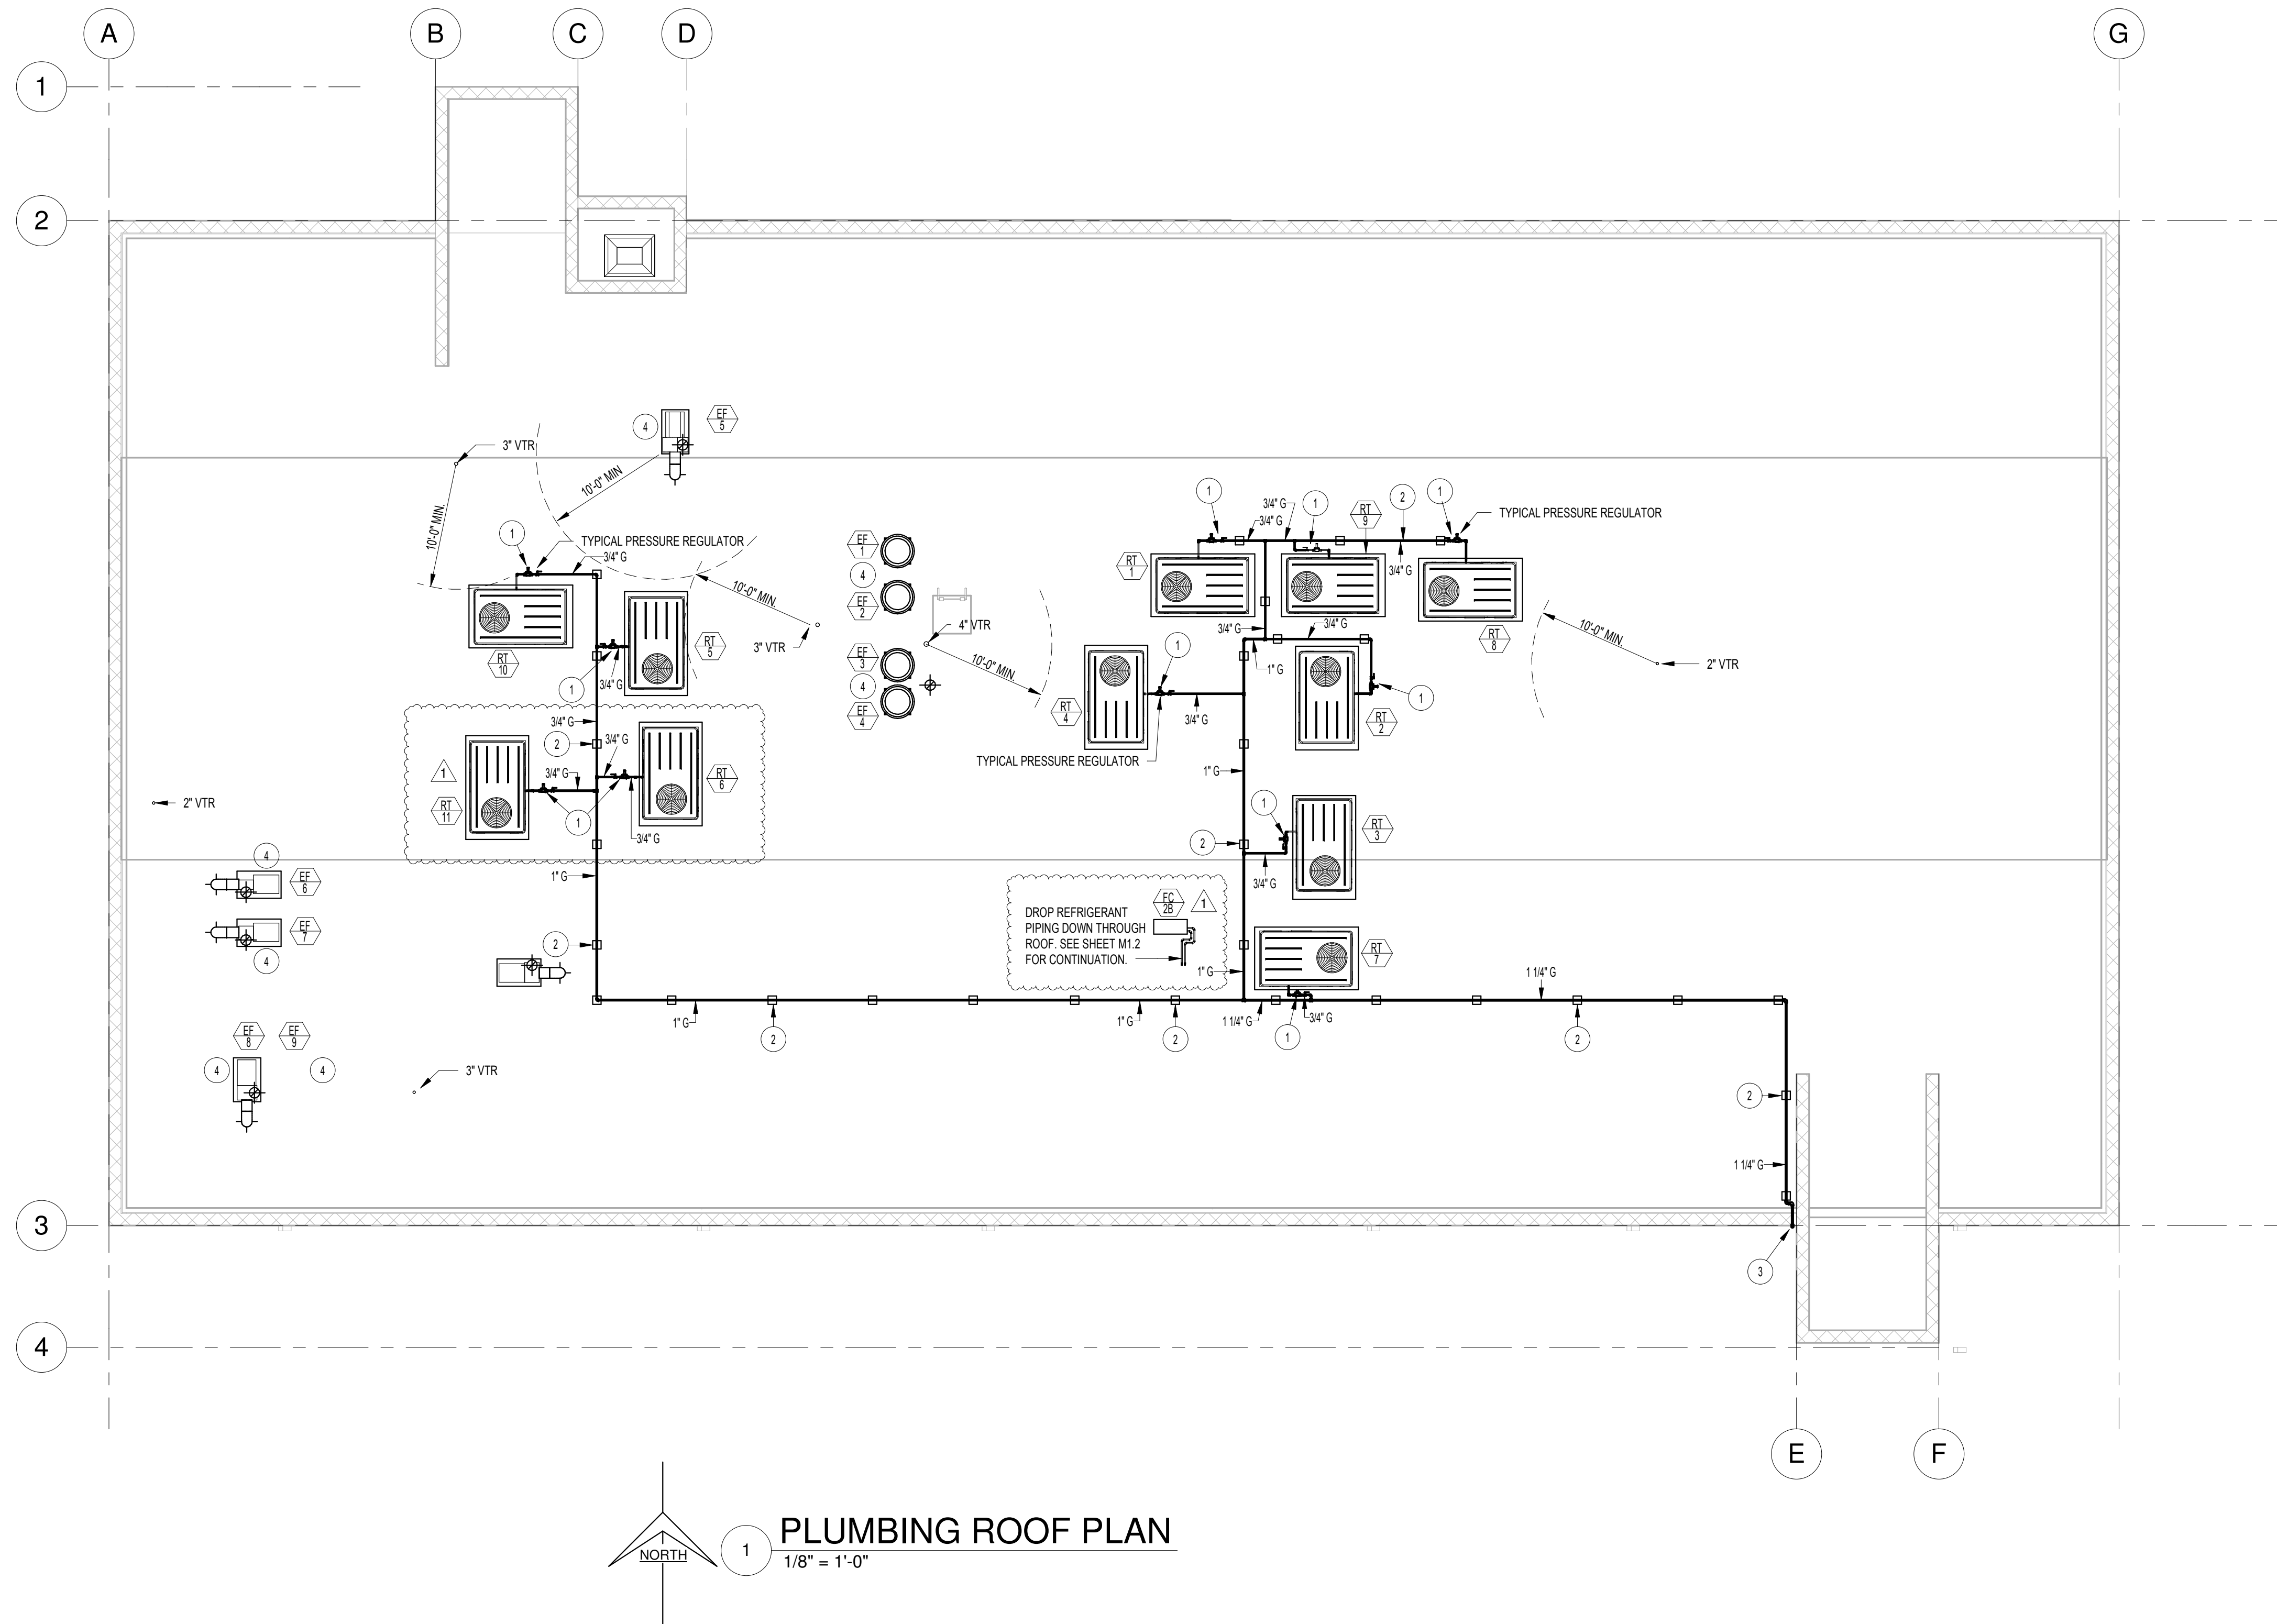 A
B
C
D
G
1
2
EF
5
4
3" VTR
10'-0" MIN
10'-0" MIN.
1
TYPICAL PRESSURE REGULATOR
3/4" G
10'-0" MIN.
3" VTR
RT
10
RT
5
3/4" G
1
EF
1
4
EF
2
4" VTR
EF
3
4
EF
4
10'-0" MIN.
1
3/4" G
3/4" G
1
RT
9
2
1
TYPICAL PRESSURE REGULATOR
RT
1
3/4" G
RT
8
10'-0" MIN.
2" VTR
3/4" G
3/4" G
1" G
1
RT
4
3/4" G
RT
2
1
TYPICAL PRESSURE REGULATOR
1" G
3/4" G
2
3/4" G
1
3/4" G
RT
11
RT
6
1
3/4" G
2" VTR
1
RT
3
2
3/4" G
1" G
4
EF
6
EF
7
4
2
DROP REFRIGERANT
PIPING DOWN THROUGH
ROOF. SEE SHEET M1.2
FOR CONTINUATION.
FC
2B
1
RT
7
1" G
1 1/4" G
1" G
2
1" G
2
1 1/4" G
3/4" G
1
2
EF
8
EF
9
4
4
3" VTR
2
1 1/4" G
3
3
4
E
F
NORTH
1
PLUMBING ROOF PLAN
1/8" = 1'-0"